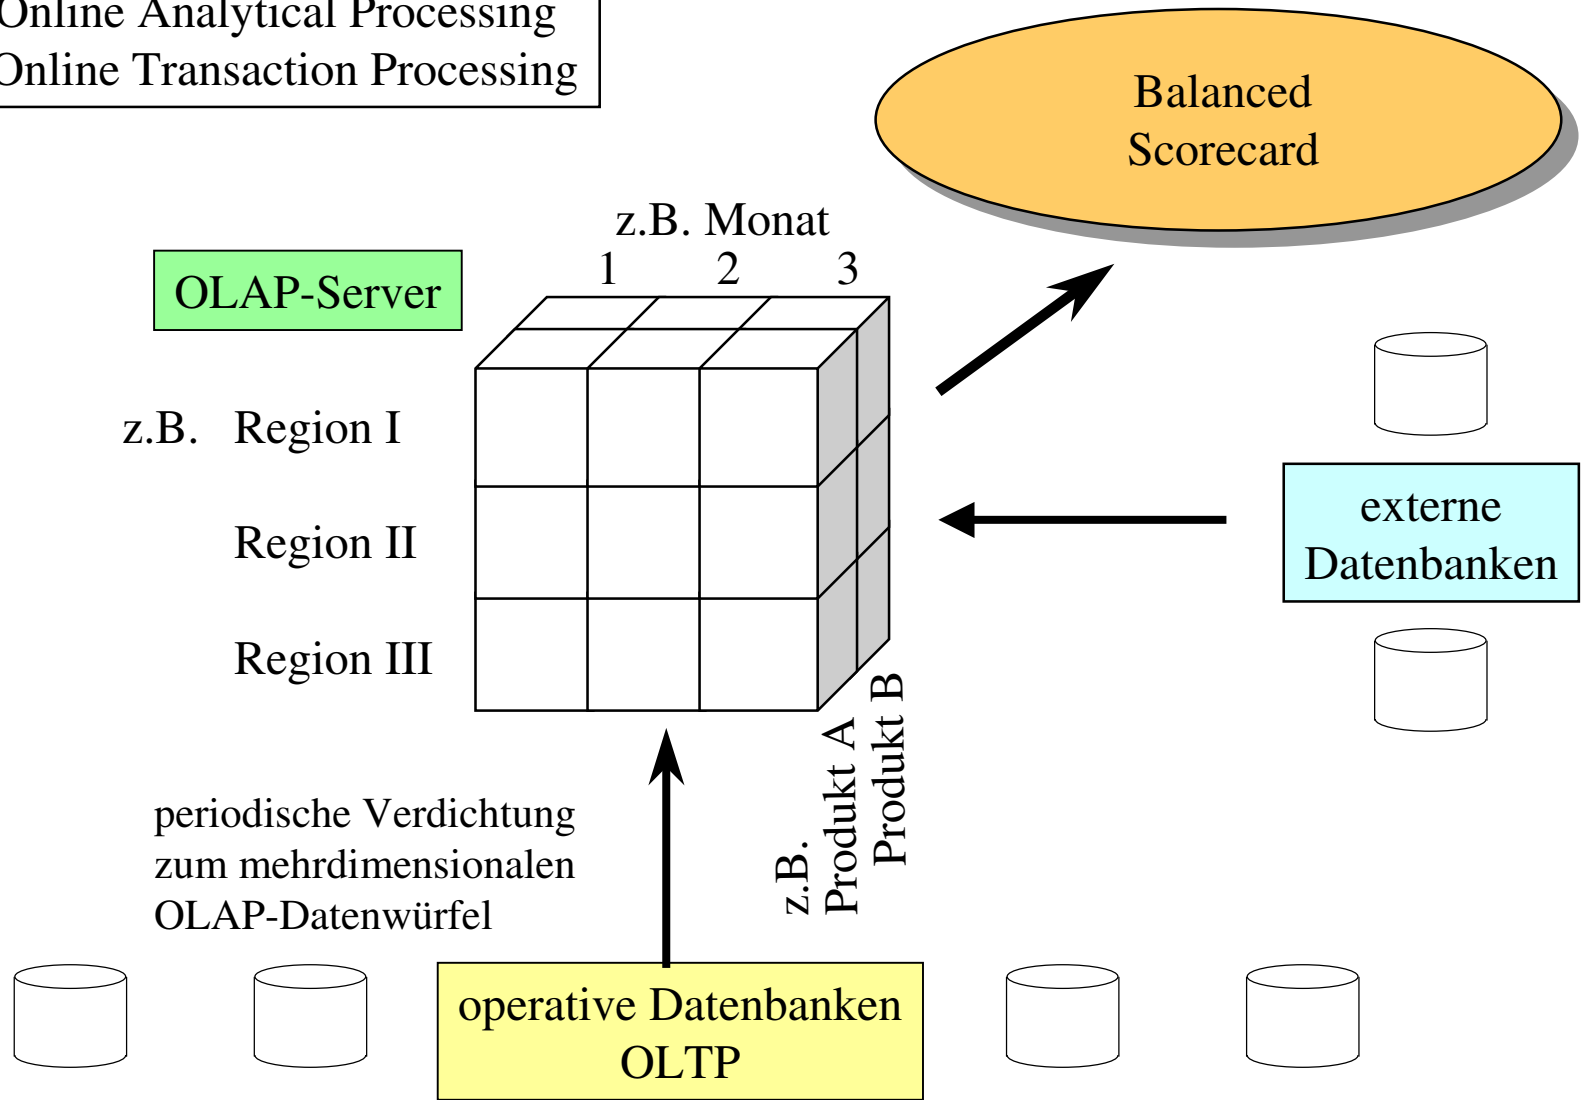 Online Analytical Processing
Online Transaction Processing
Balanced
Scorecard
z.B. Monat
1 2 3
OLAP-Server
z.B. Region I
Region II
Region III
externe
Datenbanken
z.B.
Produkt A
Produkt B
periodische Verdichtung
zum mehrdimensionalen
OLAP-Datenwürfel
operative Datenbanken
OLTP